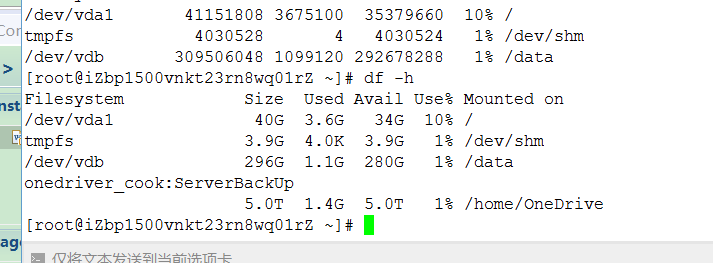 /dev/vda1 41151808 3675100 35379660 10% /
tmpfs 4030528 4 4030524 1% /dev/shm
/dev/vdb 309506048 1099120 292678288 1% /data
[root@iZbp1500vnkt23rn8wq01rZ ~]# df -h
Filesystem Size Used Avail Use% Mounted on
/dev/vda1 40G 3.6G 34G 10% /
tmpfs 3.9G 4.0K 3.9G 1% /dev/shm
/dev/vdb 296G 1.1G 280G 1% /data
onedriver_cook:ServerBackUp
5.0T 1.4G 5.0T 1% /home/OneDrive
[root@iZbp1500vnkt23rn8wq01rZ ~]#
仅将文本发送到当前选项卡